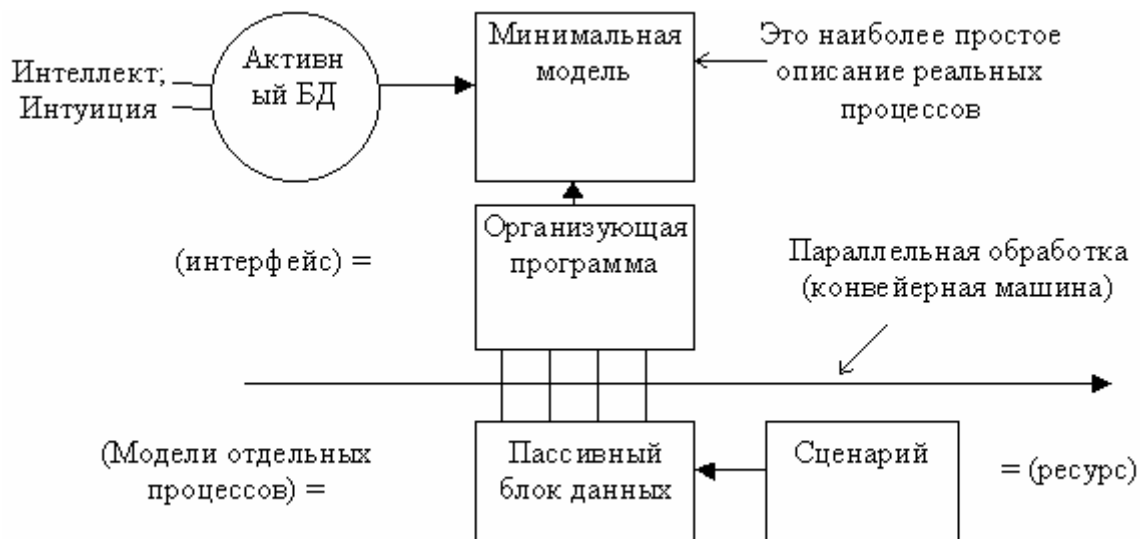 Интеллект;
Интуиция
Активн
ый БД
Минимальная
модель
Это наиболее простое
описание реальных
процессов
(интерфейс) =
Организующая
программа
Параллельная обработка
(конвейерная машина)
(Модели отдельных
процессов) =
Пассивный
блок данных
Сценарий
= (ресурс)